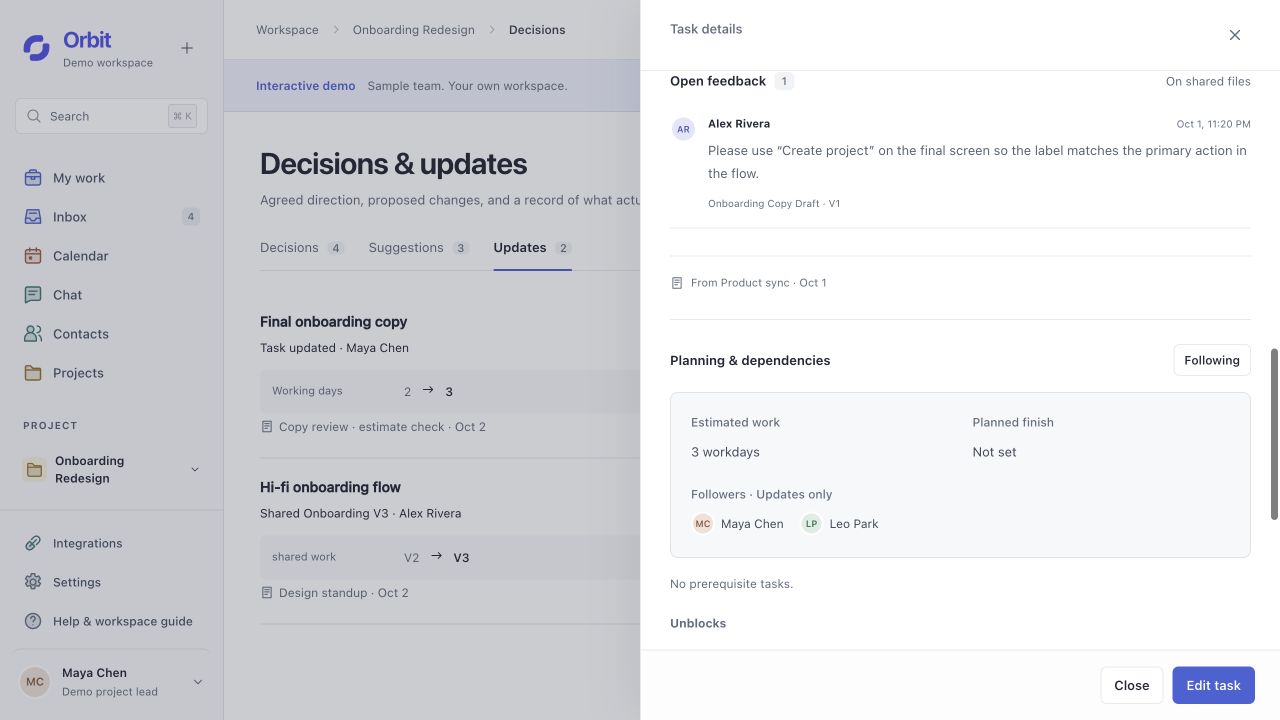 Orbit
Demo workspace
Search
⌘ K
My work
Inbox
4
Calendar
Chat
Contacts
Projects
PROJECT
Onboarding
Redesign
Integrations
Settings
Help & workspace guide
MC
Maya Chen
Demo project lead
Workspace
Onboarding Redesign
Decisions
Interactive demo Sample team. Your own workspace.
Decisions & updates
Agreed direction, proposed changes, and a record of what actu
Decisions 4 Suggestions 3 Updates 2
Final onboarding copy
Task updated · Maya Chen
Working days 2 → 3
Copy review · estimate check · Oct 2
Hi-fi onboarding flow
Shared Onboarding V3 · Alex Rivera
shared work V2 → V3
Design standup · Oct 2
Task details
Open feedback 1 On shared files
AR
Alex Rivera Oct 1, 11:20 PM
Please use “Create project” on the final screen so the label matches the primary action in
the flow.
Onboarding Copy Draft · V1
From Product sync · Oct 1
Planning & dependencies Following
Estimated work Planned finish
3 workdays Not set
Followers · Updates only
MC Maya Chen LP Leo Park
No prerequisite tasks.
Unblocks
Close Edit task